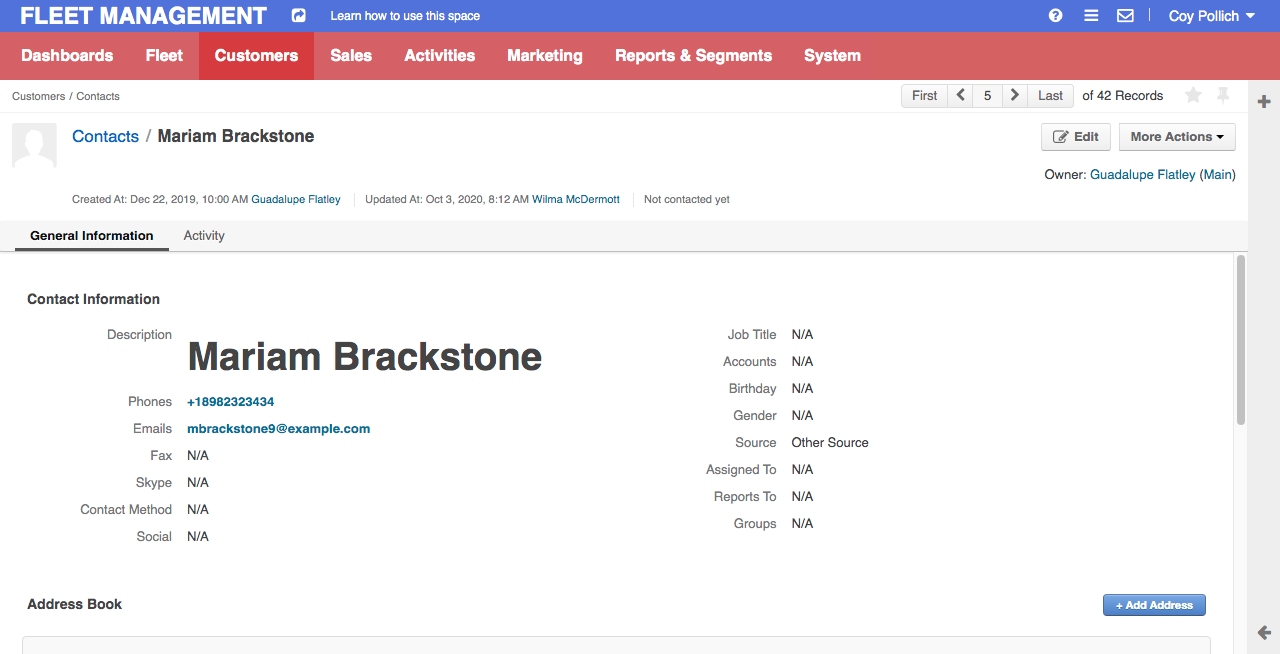 FLEET MANAGEMENT Learn how to use this space Coy Pollich
Dashboards Fleet Customers Sales Activities Marketing Reports & Segments System
Customers / Contacts First 5 Last of 42 Records
Contacts / Mariam Brackstone Edit More Actions
Owner: Guadalupe Flatley (Main)
Created At: Dec 22, 2019, 10:00 AM Guadalupe Flatley Updated At: Oct 3, 2020, 8:12 AM Wilma McDermott Not contacted yet
General Information Activity
Contact Information
Description Mariam Brackstone
Phones +18982323434
Emails mbrackstone9@example.com
Fax N/A
Skype N/A
Contact Method N/A
Social N/A
Job Title N/A
Accounts N/A
Birthday N/A
Gender N/A
Source Other Source
Assigned To N/A
Reports To N/A
Groups N/A
Address Book + Add Address